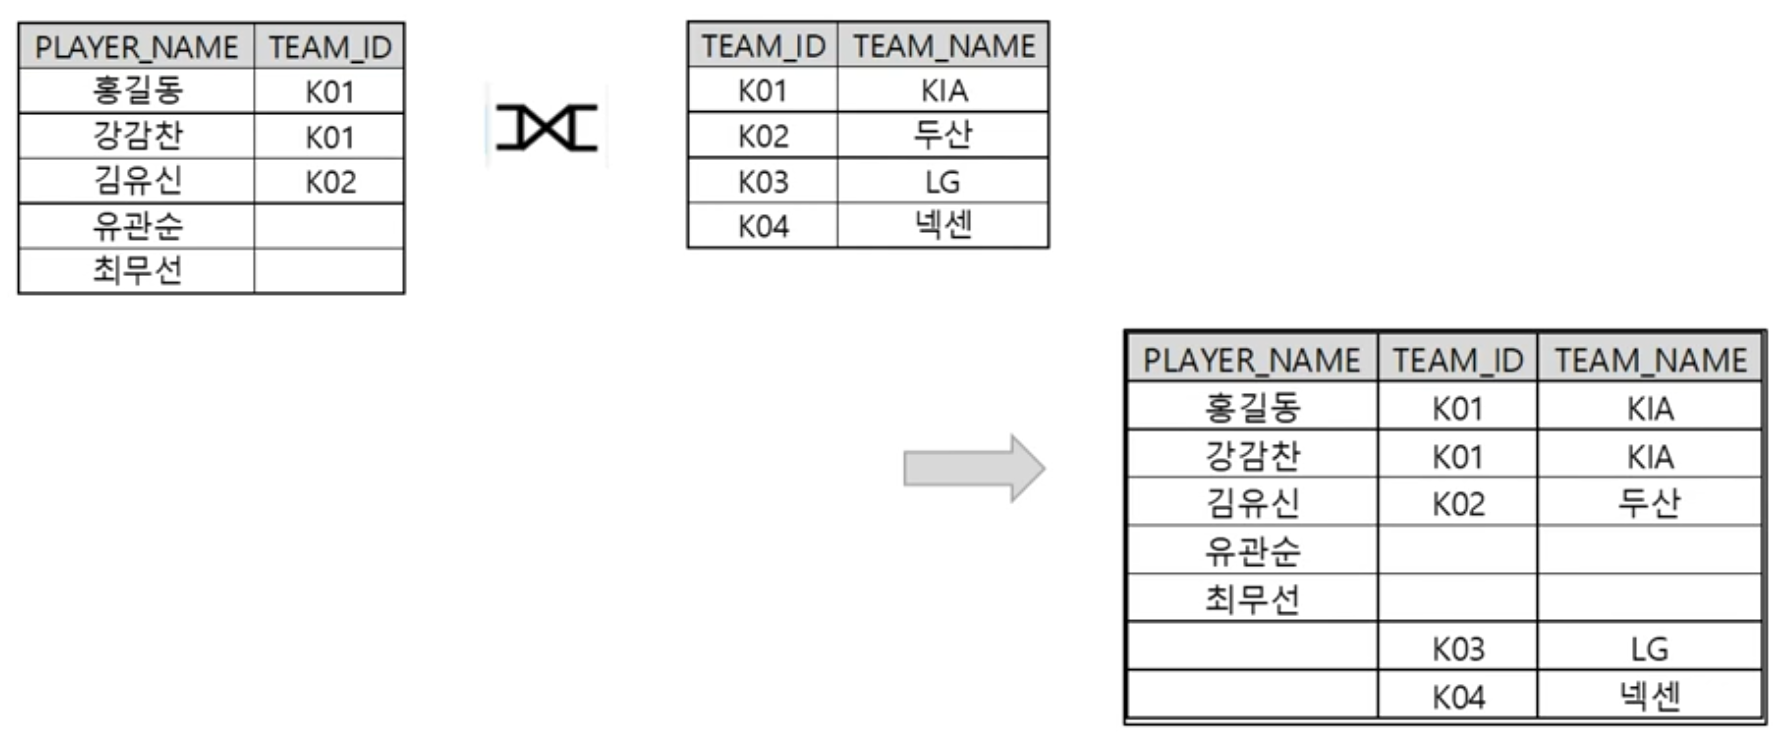 PLAYER_NAME TEAM_ID
홍길동 K01
강감찬 K01
김유신 K02
유관순
최무선
TEAM_ID TEAM_NAME
K01 KIA
K02 두산
K03 LG
K04 넥센
PLAYER_NAME TEAM_ID TEAM_NAME
홍길동 K01 KIA
강감찬 K01 KIA
김유신 K02 두산
유관순
최무선
K03 LG
K04 넥센